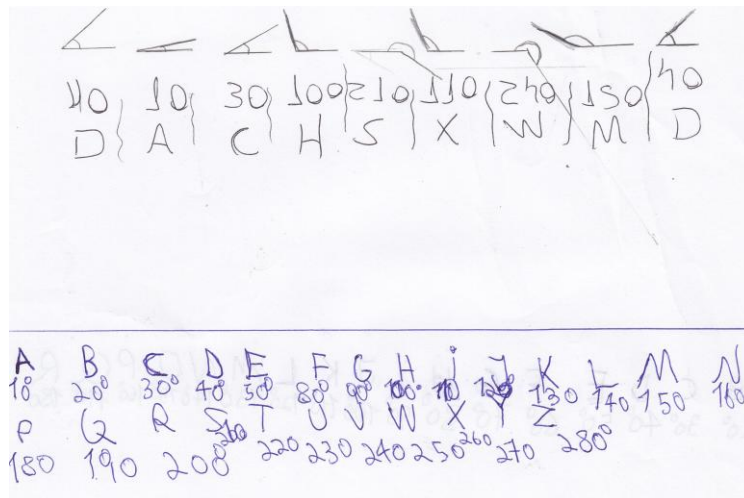 40 10 30 100 210 110 240 150 40
D A C H S X W M D
A B C D E F G H i J K L M N
10 20° 30° 40° 50° 80° 90° 100° 110 120° 130 140 150 160
P Q R S T U V W X Y Z
180 190 200° 220 230 240 250 260 270 280°